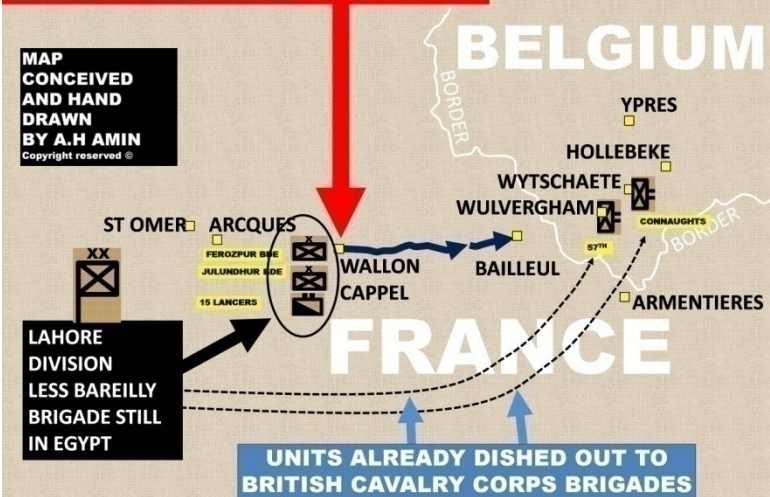 MAP
CONCEIVED
AND HAND
DRAWN
BY A.H AMIN
Copyright reserved ©
BELGIUM
BORDER
YPRES
HOLLEBEKE
WYTSCHAETE
WULVERGHAM
CONNAUGHTS
BORDER
57TH
ST OMER
ARCQUES
FEROZPUR BDE
JULUNDHUR BDE
15 LANCERS
X
X
WALLON
CAPPEL
BAILLEUL
ARMENTIERES
FRANCE
XX
LAHORE
DIVISION
LESS BAREILLY
BRIGADE STILL
IN EGYPT
UNITS ALREADY DISHED OUT TO
BRITISH CAVALRY CORPS BRIGADES